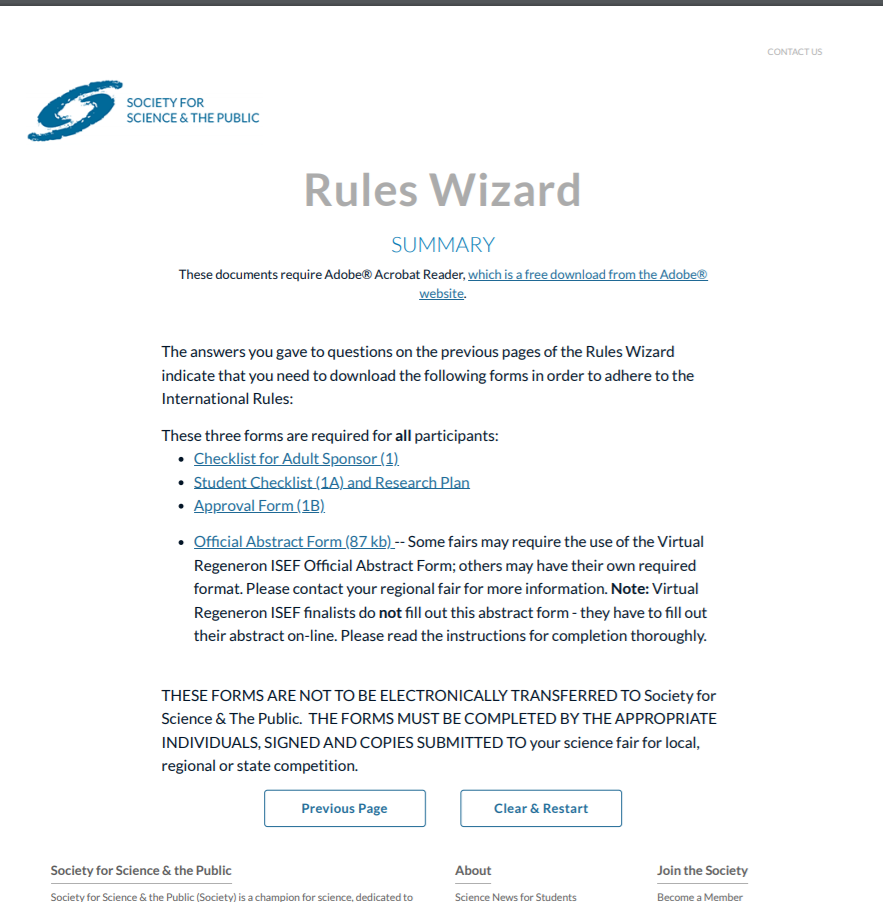 CONTACT US
SOCIETY FOR
SCIENCE & THE PUBLIC
Rules Wizard
SUMMARY
These documents require Adobe® Acrobat Reader, which is a free download from the Adobe®
website.
The answers you gave to questions on the previous pages of the Rules Wizard
indicate that you need to download the following forms in order to adhere to the
International Rules:
These three forms are required for all participants:
• Checklist for Adult Sponsor (1)
• Student Checklist (1A) and Research Plan
• Approval Form (1B)
• Official Abstract Form (87 kb) -- Some fairs may require the use of the Virtual
Regeneron ISEF Official Abstract Form; others may have their own required
format. Please contact your regional fair for more information. Note: Virtual
Regeneron ISEF finalists do not fill out this abstract form - they have to fill out
their abstract on-line. Please read the instructions for completion thoroughly.
THESE FORMS ARE NOT TO BE ELECTRONICALLY TRANSFERRED TO Society for
Science & The Public. THE FORMS MUST BE COMPLETED BY THE APPROPRIATE
INDIVIDUALS, SIGNED AND COPIES SUBMITTED TO your science fair for local,
regional or state competition.
Previous Page
Clear & Restart
Society for Science & the Public
Society for Science & the Public (Society) is a champion for science, dedicated to
About
Science News for Students
Join the Society
Become a Member